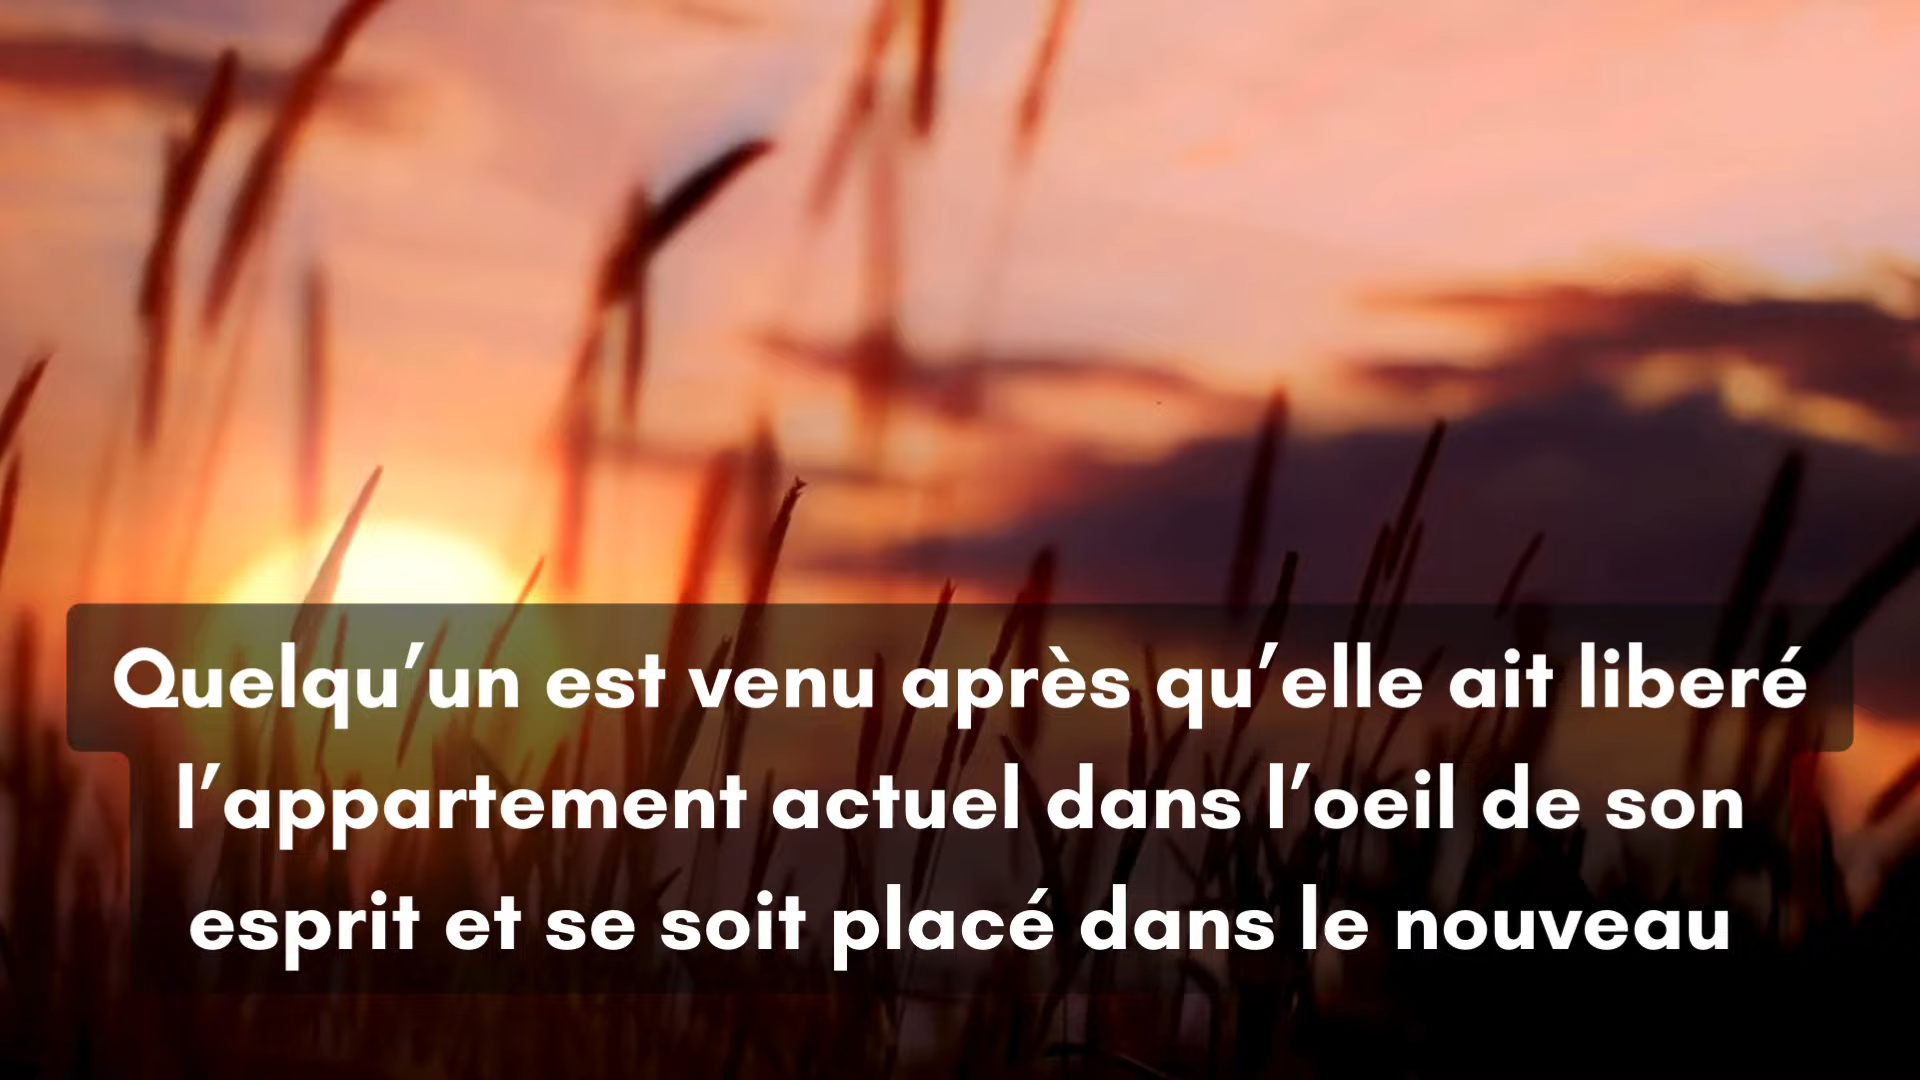 Quelqu’un est venu après qu’elle ait liberé
l’appartement actuel dans l’oeil de son
esprit et se soit placé dans le nouveau